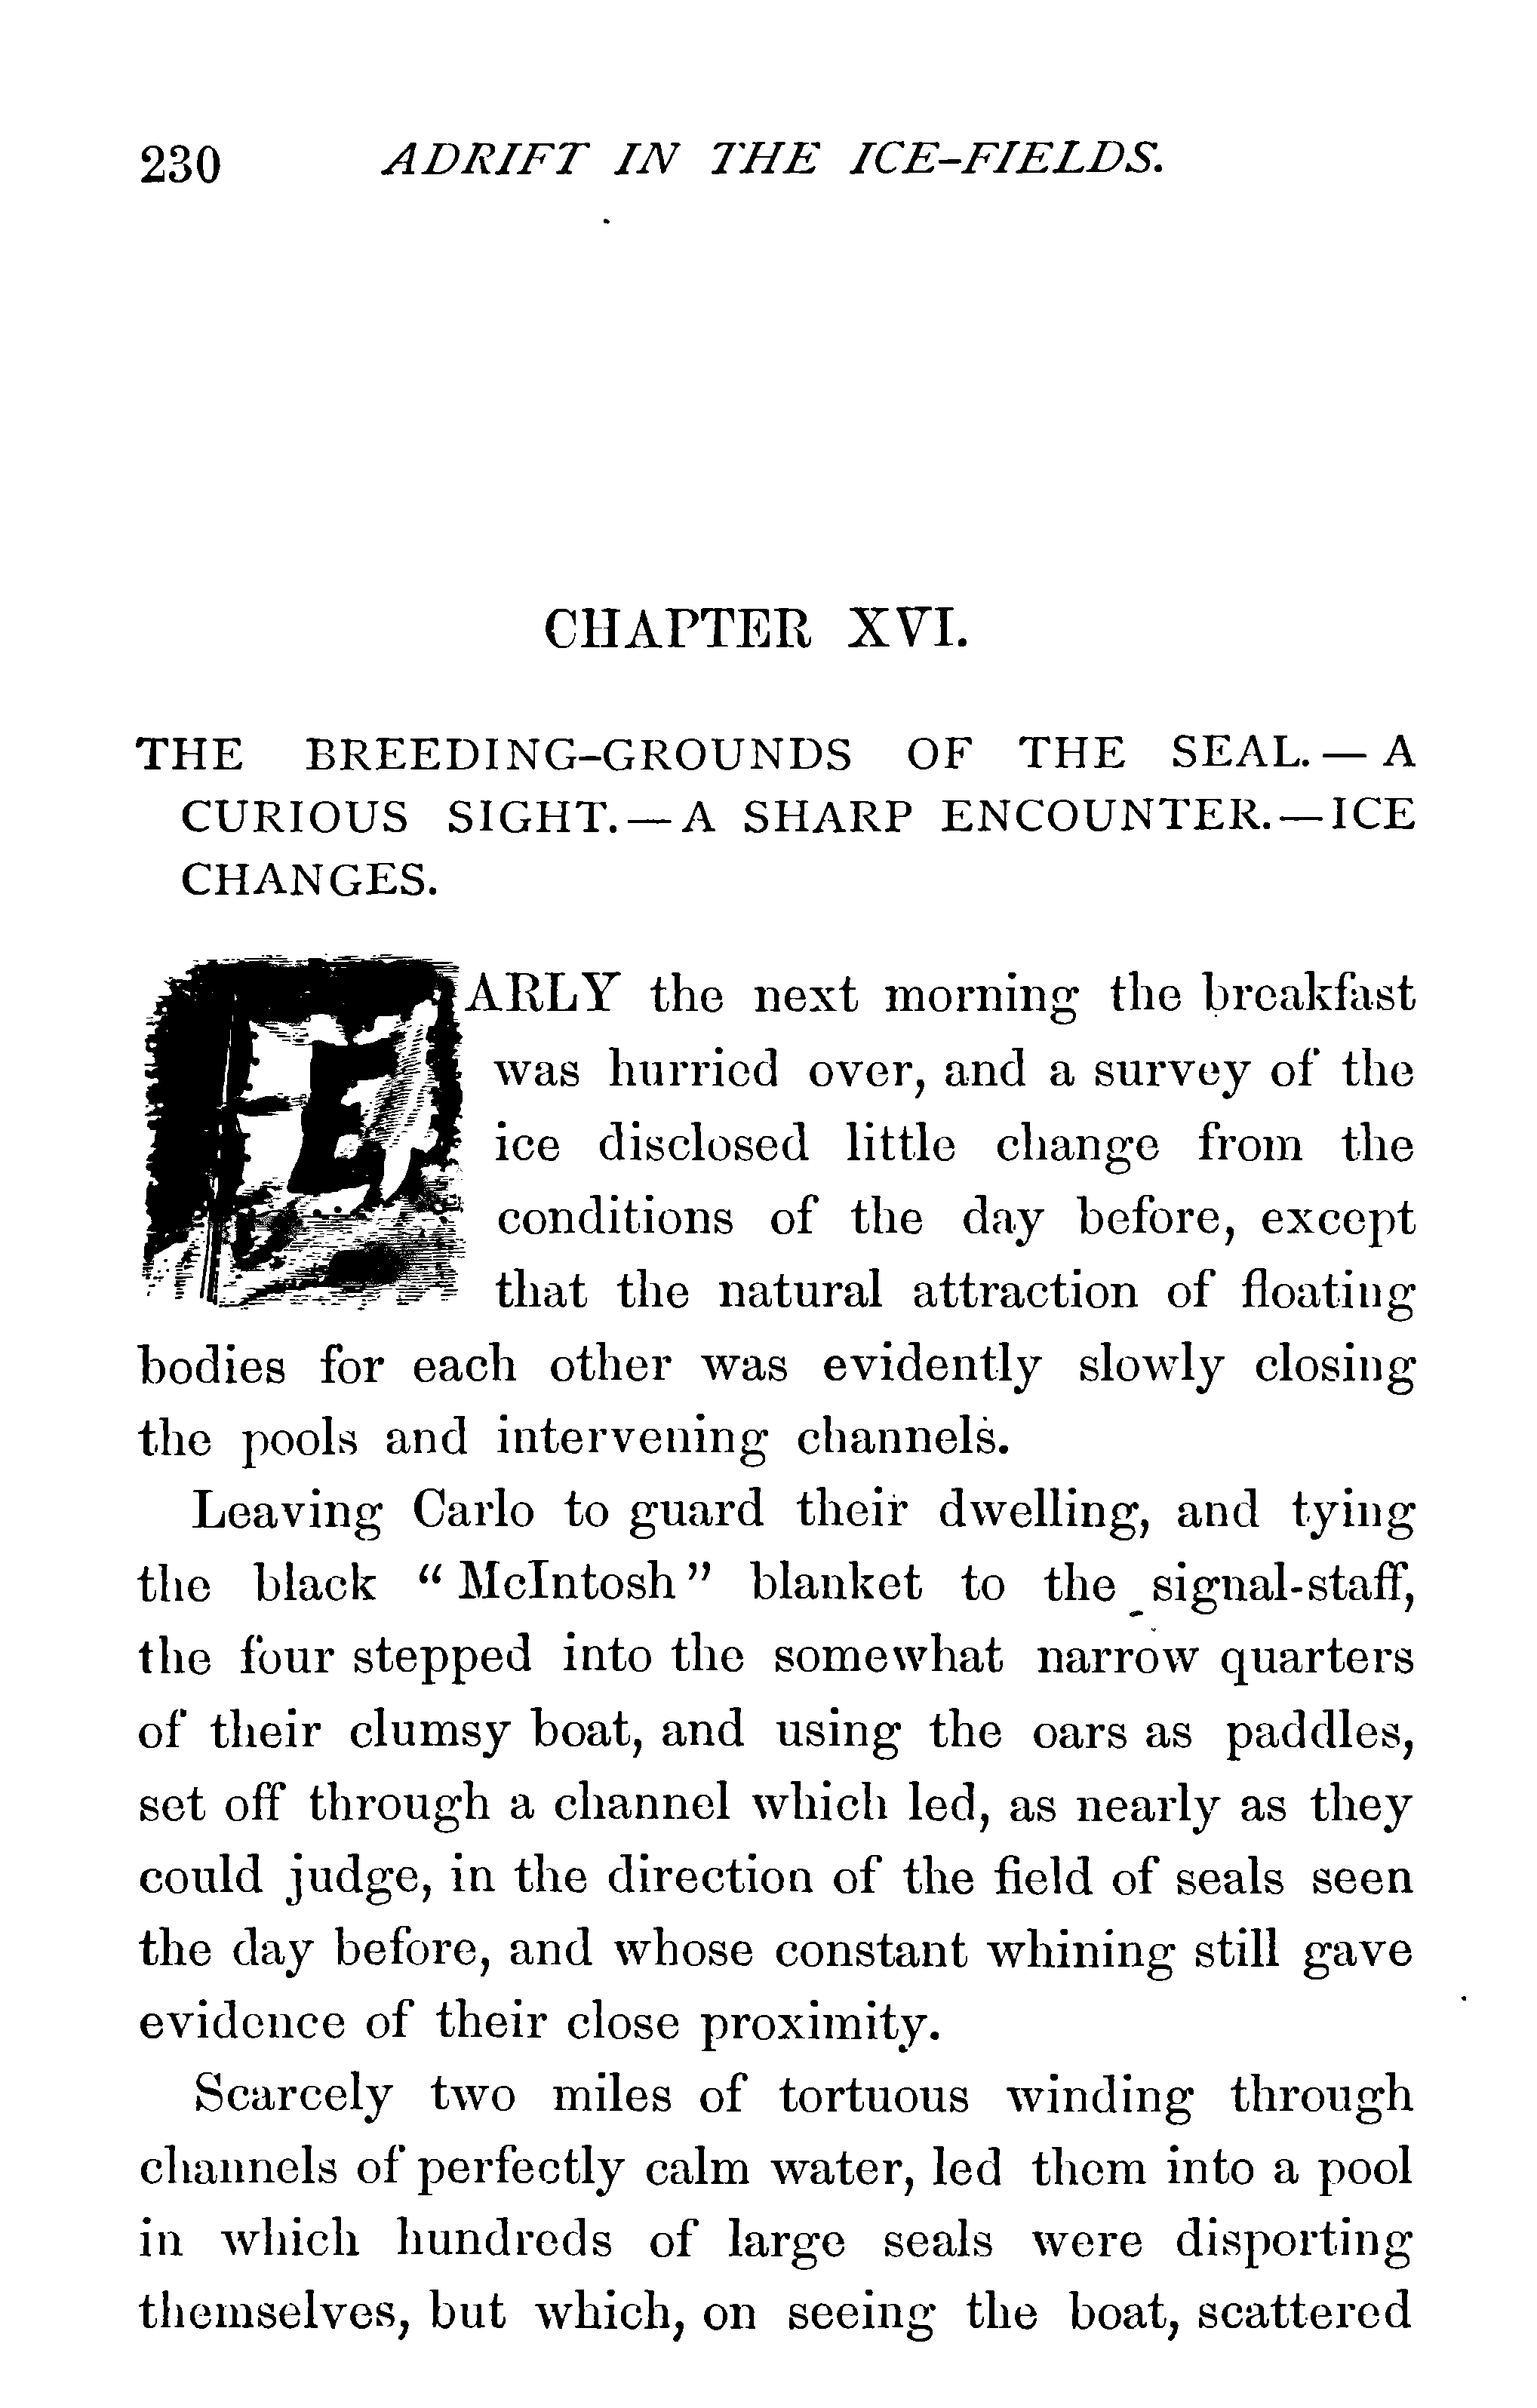 230 ADRIFT IN THE ICE-FIELDS.
CHAPTER XVI.
THE BREEDING-GROUNDS OF THE SEAL. — A
CURIOUS SIGHT. — A SHARP ENCOUNTER. — ICE
CHANGES.
EARLY the next morning the breakfast
was hurried over, and a survey of the
ice disclosed little change from the
conditions of the day before, except
that the natural attraction of floating
bodies for each other was evidently slowly closing
the pools and intervening channels.
Leaving Carlo to guard their dwelling, and tying
the black “McIntosh” blanket to the signal-staff,
the four stepped into the somewhat narrow quarters
of their clumsy boat, and using the oars as paddles,
set off through a channel which led, as nearly as they
could judge, in the direction of the field of seals seen
the day before, and whose constant whining still gave
evidence of their close proximity.
Scarcely two miles of tortuous winding through
channels of perfectly calm water, led them into a pool
in which hundreds of large seals were disporting
themselves, but which, on seeing the boat, scattered